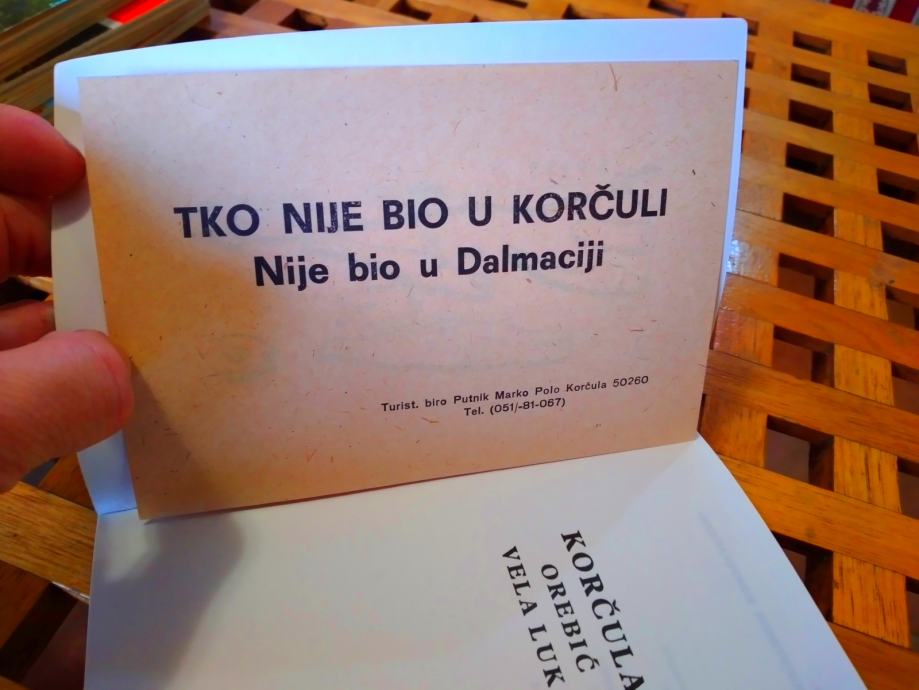 TKO NIJE BIO U KORČULI
Nije bio u Dalmaciji
Turist. biro Putnik Marko Polo Korčula 50260
Tel. (051/-81-067)
KORČULA
OREBIĆ
VELA LUK